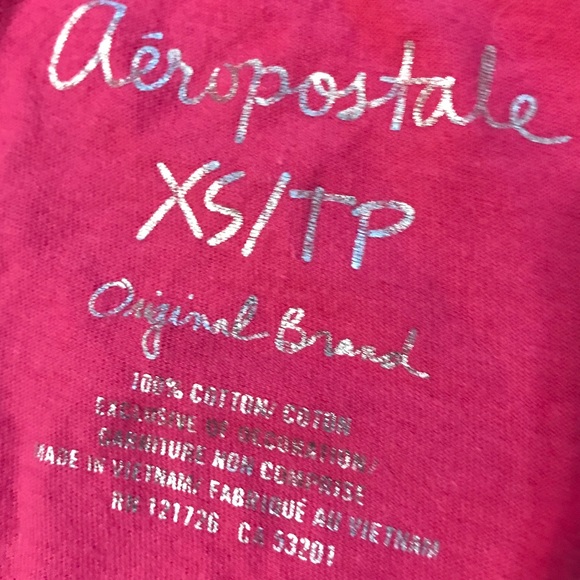 aéropostale
XS/TP
Original Brand
100% COTTON/ COTON
EXCLUSIVE OF DECORATION/
GARNITURE NON COMPRISE
MADE IN VIETNAM/ FABRIQUÉ AU VIETNAM
RN 121726 CA 53201